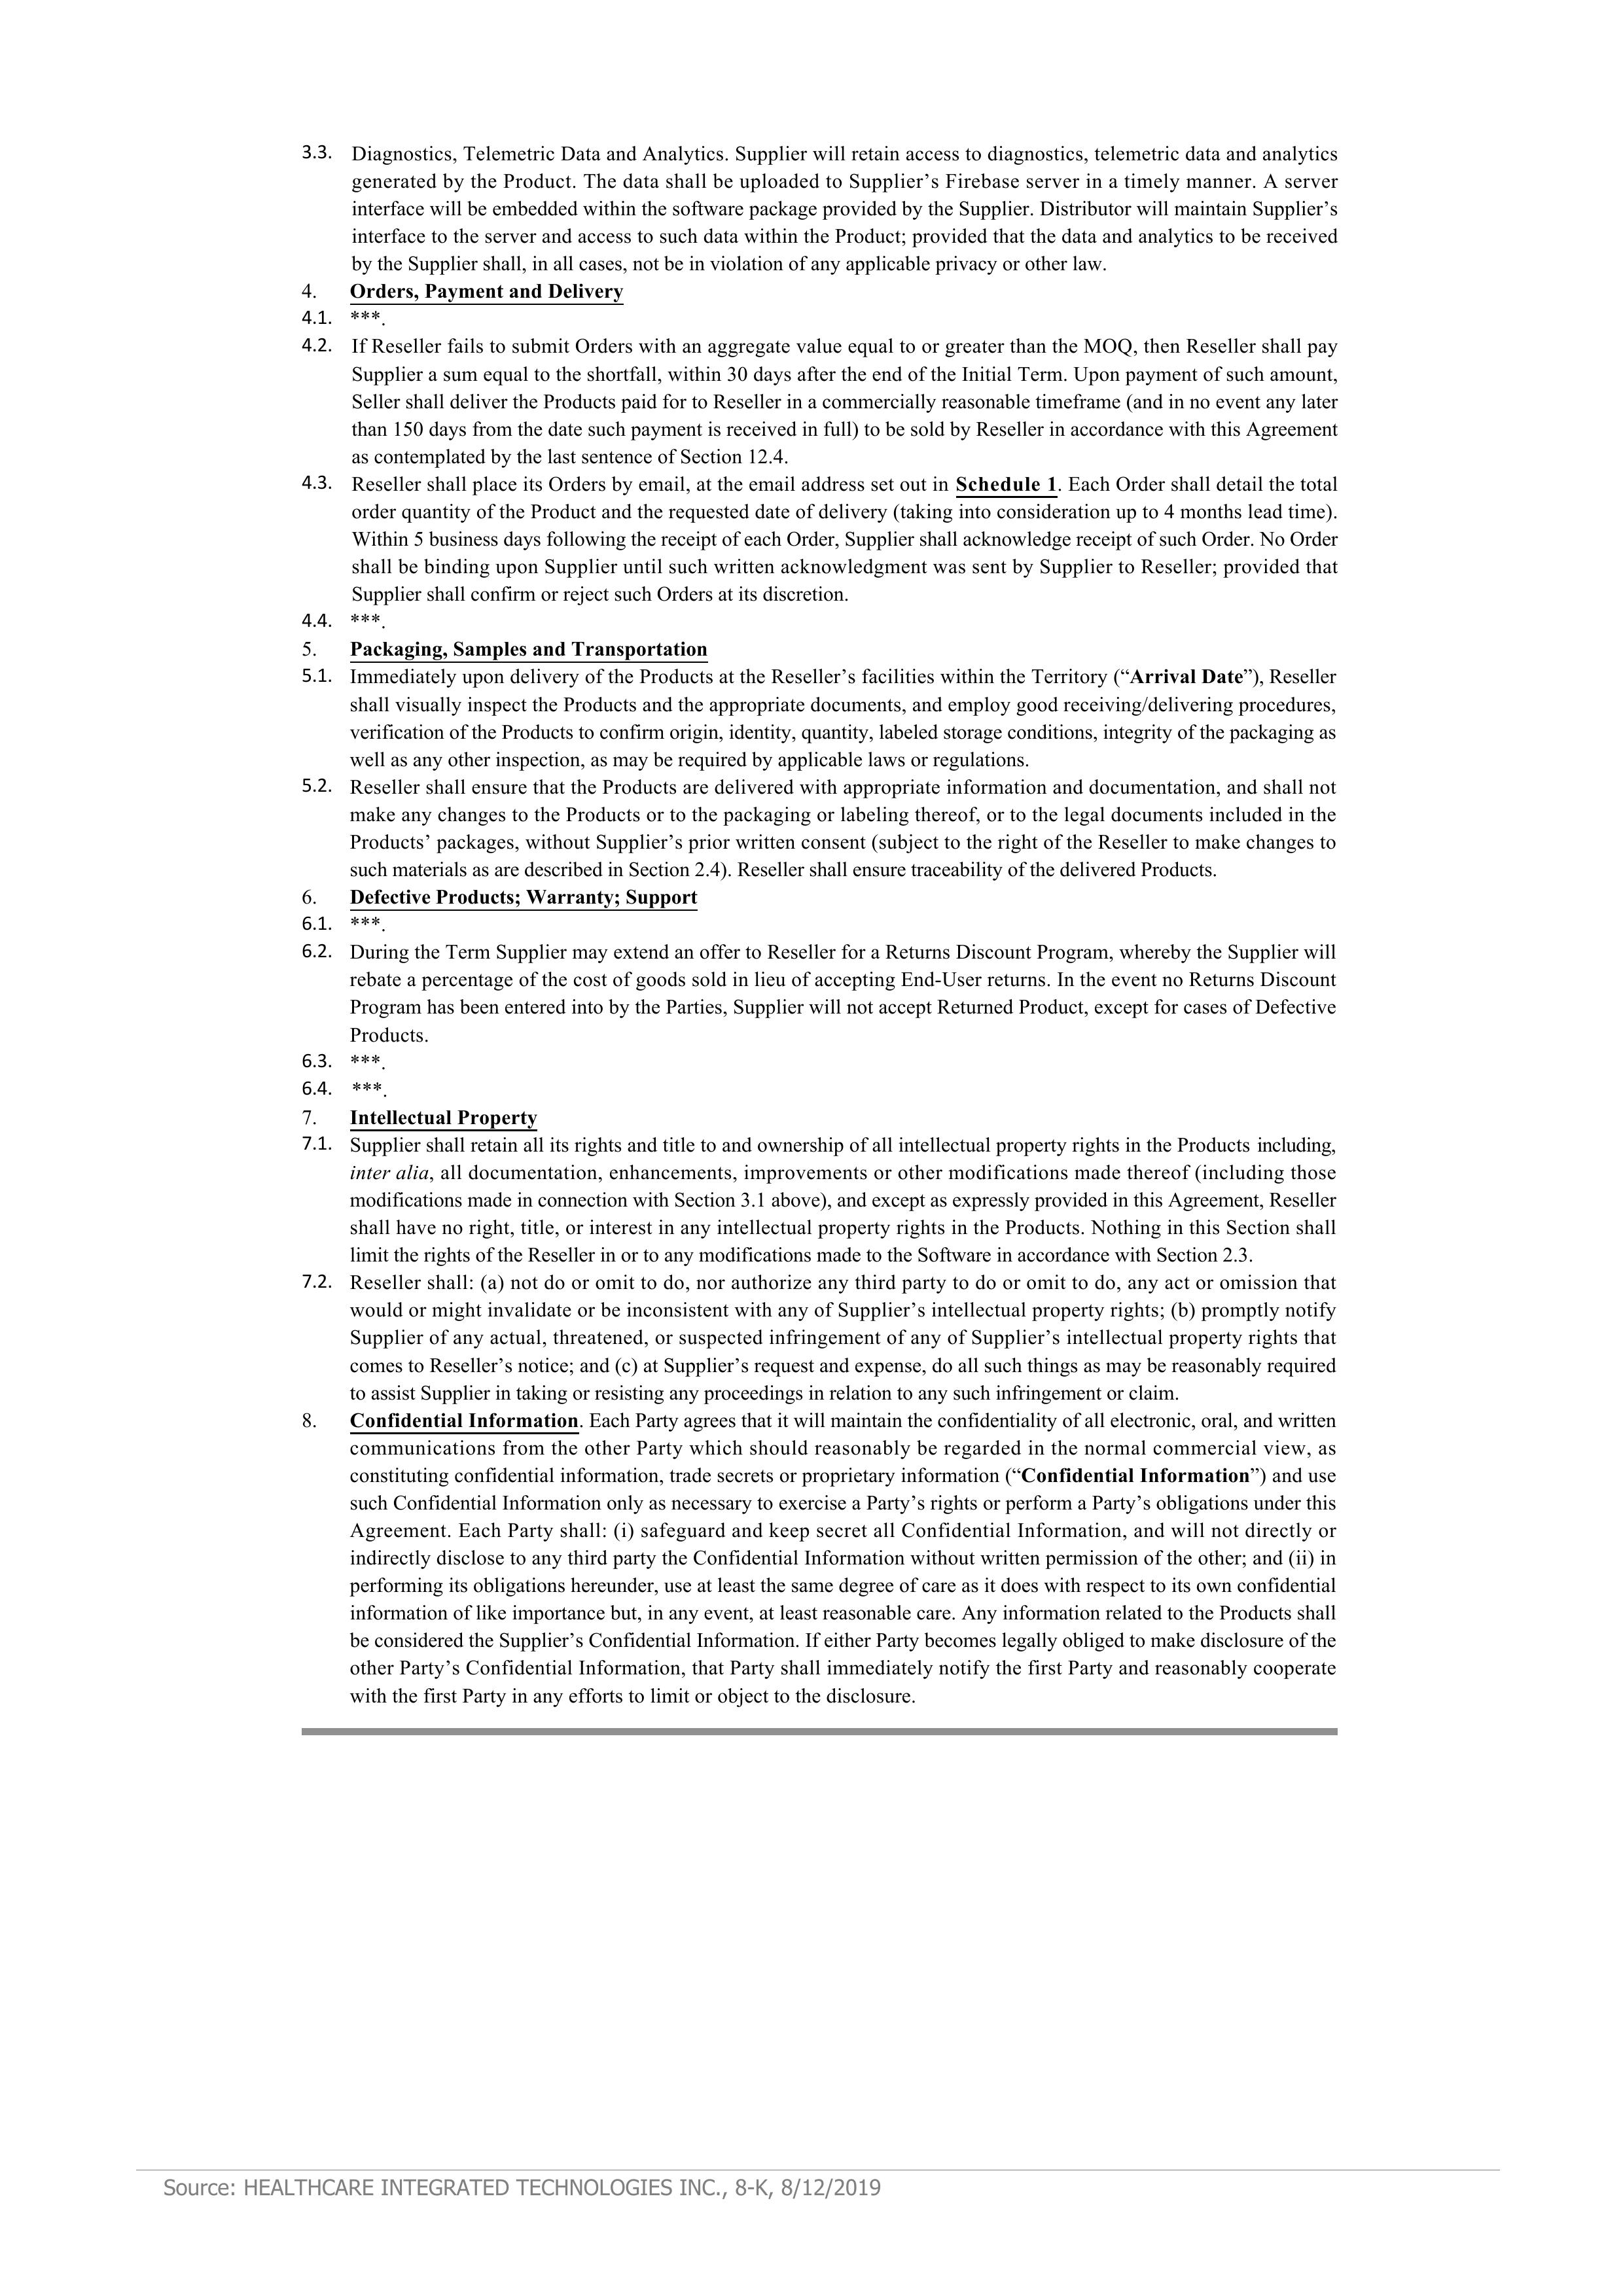 3.3. Diagnostics, Telemetric Data and Analytics. Supplier will retain access to diagnostics, telemetric data and analytics
generated by the Product. The data shall be uploaded to Supplier’s Firebase server in a timely manner. A server
interface will be embedded within the software package provided by the Supplier. Distributor will maintain Supplier’s
interface to the server and access to such data within the Product; provided that the data and analytics to be received
by the Supplier shall, in all cases, not be in violation of any applicable privacy or other law.
4. Orders, Payment and Delivery
4.1. ***.
4.2. If Reseller fails to submit Orders with an aggregate value equal to or greater than the MOQ, then Reseller shall pay
Supplier a sum equal to the shortfall, within 30 days after the end of the Initial Term. Upon payment of such amount,
Seller shall deliver the Products paid for to Reseller in a commercially reasonable timeframe (and in no event any later
than 150 days from the date such payment is received in full) to be sold by Reseller in accordance with this Agreement
as contemplated by the last sentence of Section 12.4.
4.3. Reseller shall place its Orders by email, at the email address set out in Schedule 1. Each Order shall detail the total
order quantity of the Product and the requested date of delivery (taking into consideration up to 4 months lead time).
Within 5 business days following the receipt of each Order, Supplier shall acknowledge receipt of such Order. No Order
shall be binding upon Supplier until such written acknowledgment was sent by Supplier to Reseller; provided that
Supplier shall confirm or reject such Orders at its discretion.
4.4. ***.
5. Packaging, Samples and Transportation
5.1. Immediately upon delivery of the Products at the Reseller’s facilities within the Territory (“Arrival Date”), Reseller
shall visually inspect the Products and the appropriate documents, and employ good receiving/delivering procedures,
verification of the Products to confirm origin, identity, quantity, labeled storage conditions, integrity of the packaging as
well as any other inspection, as may be required by applicable laws or regulations.
5.2. Reseller shall ensure that the Products are delivered with appropriate information and documentation, and shall not
make any changes to the Products or to the packaging or labeling thereof, or to the legal documents included in the
Products’ packages, without Supplier’s prior written consent (subject to the right of the Reseller to make changes to
such materials as are described in Section 2.4). Reseller shall ensure traceability of the delivered Products.
6. Defective Products; Warranty; Support
6.1. ***.
6.2. During the Term Supplier may extend an offer to Reseller for a Returns Discount Program, whereby the Supplier will
rebate a percentage of the cost of goods sold in lieu of accepting End-User returns. In the event no Returns Discount
Program has been entered into by the Parties, Supplier will not accept Returned Product, except for cases of Defective
Products.
6.3. ***.
6.4. ***.
7. Intellectual Property
7.1. Supplier shall retain all its rights and title to and ownership of all intellectual property rights in the Products including,
inter alia, all documentation, enhancements, improvements or other modifications made thereof (including those
modifications made in connection with Section 3.1 above), and except as expressly provided in this Agreement, Reseller
shall have no right, title, or interest in any intellectual property rights in the Products. Nothing in this Section shall
limit the rights of the Reseller in or to any modifications made to the Software in accordance with Section 2.3.
7.2. Reseller shall: (a) not do or omit to do, nor authorize any third party to do or omit to do, any act or omission that
would or might invalidate or be inconsistent with any of Supplier’s intellectual property rights; (b) promptly notify
Supplier of any actual, threatened, or suspected infringement of any of Supplier’s intellectual property rights that
comes to Reseller’s notice; and (c) at Supplier’s request and expense, do all such things as may be reasonably required
to assist Supplier in taking or resisting any proceedings in relation to any such infringement or claim.
8. Confidential Information. Each Party agrees that it will maintain the confidentiality of all electronic, oral, and written
communications from the other Party which should reasonably be regarded in the normal commercial view, as
constituting confidential information, trade secrets or proprietary information (“Confidential Information”) and use
such Confidential Information only as necessary to exercise a Party’s rights or perform a Party’s obligations under this
Agreement. Each Party shall: (i) safeguard and keep secret all Confidential Information, and will not directly or
indirectly disclose to any third party the Confidential Information without written permission of the other; and (ii) in
performing its obligations hereunder, use at least the same degree of care as it does with respect to its own confidential
information of like importance but, in any event, at least reasonable care. Any information related to the Products shall
be considered the Supplier’s Confidential Information. If either Party becomes legally obliged to make disclosure of the
other Party’s Confidential Information, that Party shall immediately notify the first Party and reasonably cooperate
with the first Party in any efforts to limit or object to the disclosure.
Source: HEALTHCARE INTEGRATED TECHNOLOGIES INC., 8-K, 8/12/2019